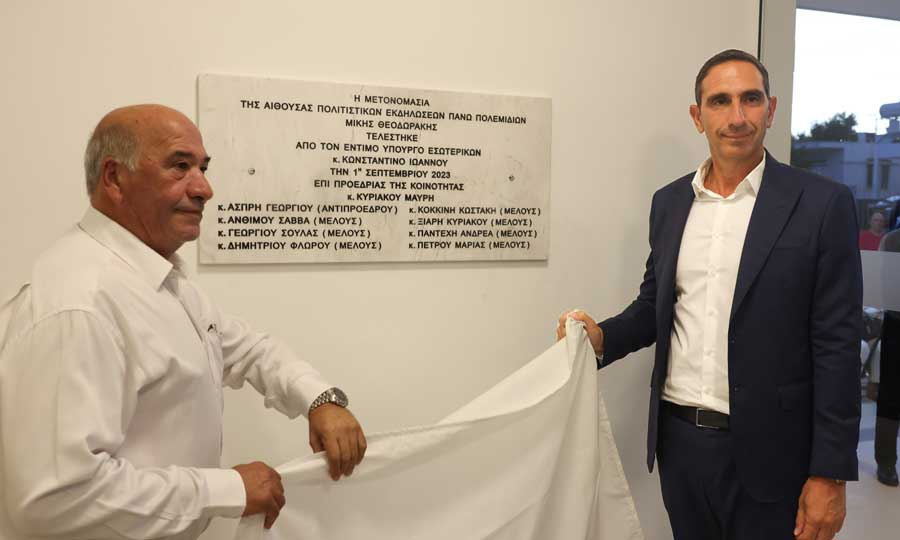 Η ΜΕΤΟΝΟΜΑΣΙΑ
ΤΗΣ ΑΙΘΟΥΣΑΣ ΠΟΛΙΤΙΣΤΙΚΩΝ ΕΚΔΗΛΩΣΕΩΝ ΠΑΝΩ ΠΟΛΕΜΙΔΙΩΝ
ΜΙΚΗΣ ΘΕΟΔΩΡΑΚΗΣ
ΤΕΛΕΣΤΗΚΕ
ΑΠΟ ΤΟΝ ΕΝΤΙΜΟ ΥΠΟΥΡΓΟ ΕΣΩΤΕΡΙΚΩΝ
κ. ΚΩΝΣΤΑΝΤΙΝΟ ΙΩΑΝΝΟΥ
ΤΗΝ 1η ΣΕΠΤΕΜΒΡΙΟΥ 2023
ΕΠΙ ΠΡΟΕΔΡΙΑΣ ΤΗΣ ΚΟΙΝΟΤΗΤΑΣ
κ. ΚΥΡΙΑΚΟΥ ΜΑΥΡΗ
κ. ΑΣΠΡΗ ΓΕΩΡΓΙΟΥ (ΑΝΤΙΠΡΟΕΔΡΟΥ) κ. ΚΟΚΚΙΝΗ ΚΩΣΤΑΚΗ (ΜΕΛΟΥΣ)
κ. ΑΝΘΙΜΟΥ ΣΑΒΒΑ (ΜΕΛΟΥΣ) κ. ΞΙΑΡΗ ΚΥΡΙΑΚΟΥ (ΜΕΛΟΥΣ)
κ. ΓΕΩΡΓΙΟΥ ΣΟΥΛΑΣ (ΜΕΛΟΥΣ) κ. ΠΑΝΤΕΧΗ ΑΝΔΡΕΑ (ΜΕΛΟΥΣ)
κ. ΔΗΜΗΤΡΙΟΥ ΦΛΩΡΟΥ (ΜΕΛΟΥΣ) κ. ΠΕΤΡΟΥ ΜΑΡΙΑΣ (ΜΕΛΟΥΣ)